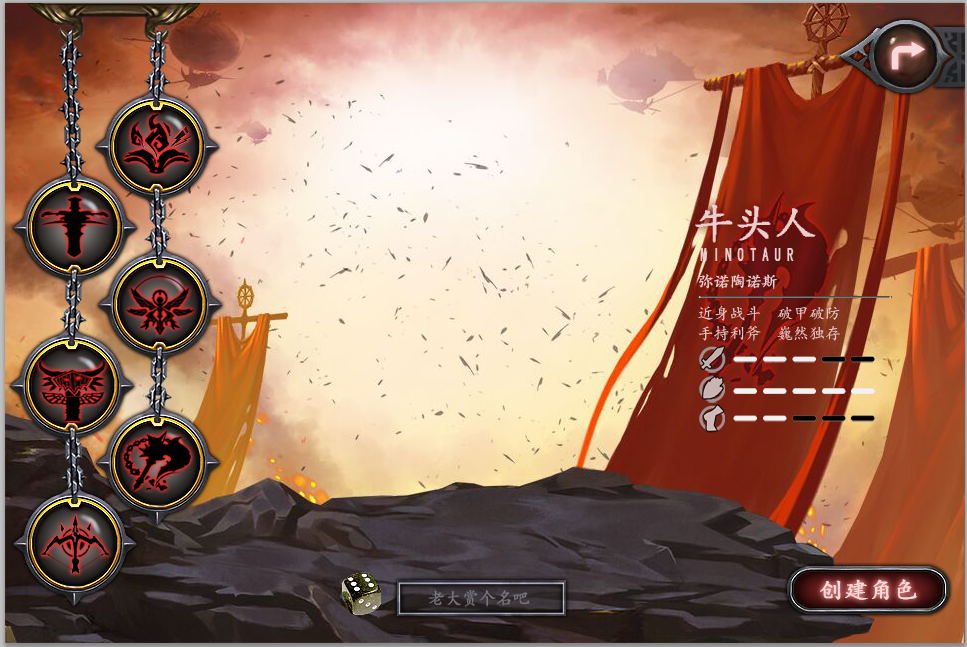 牛头人
MINOTAUR
弥诺陶诺斯
近身战斗 破甲破防
手持利斧 巍然独存
老大赏个名吧
创建角色